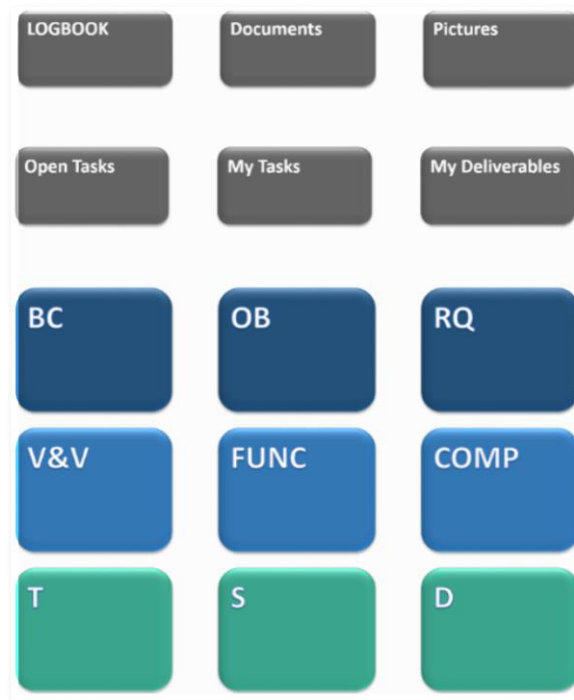 LOGBOOK
Documents
Pictures
Open Tasks
My Tasks
My Deliverables
BC
OB
RQ
V&V
FUNC
COMP
T
S
D